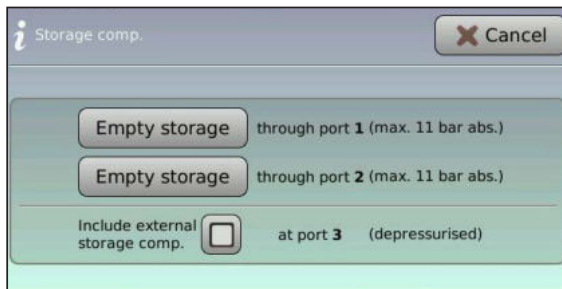 Storage comp.
Cancel
Empty storage through port 1 (max. 11 bar abs.)
Empty storage through port 2 (max. 11 bar abs.)
Include external
storage comp.
at port 3 (depressurised)